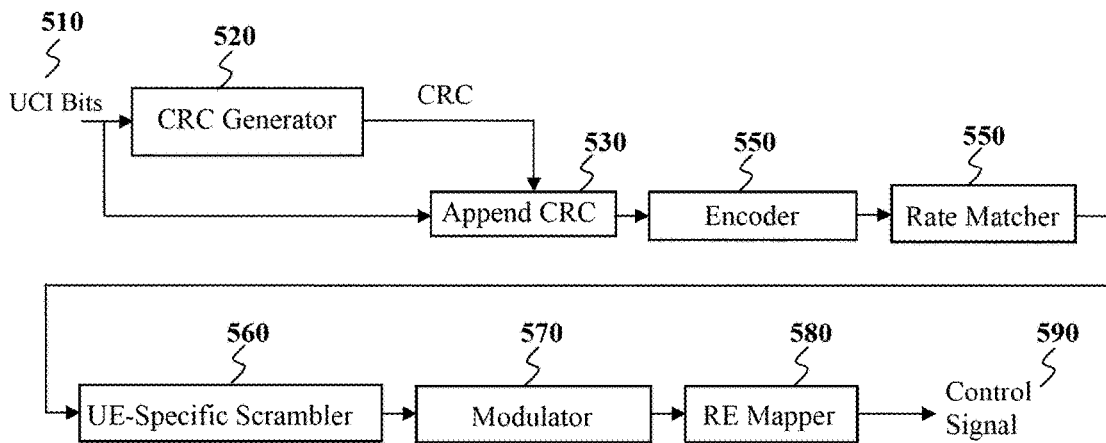 510
520
UCI Bits
CRC Generator
CRC
530
550
550
Append CRC
Encoder
Rate Matcher
560
570
580
590
UE-Specific Scrambler
Modulator
RE Mapper
Control
Signal